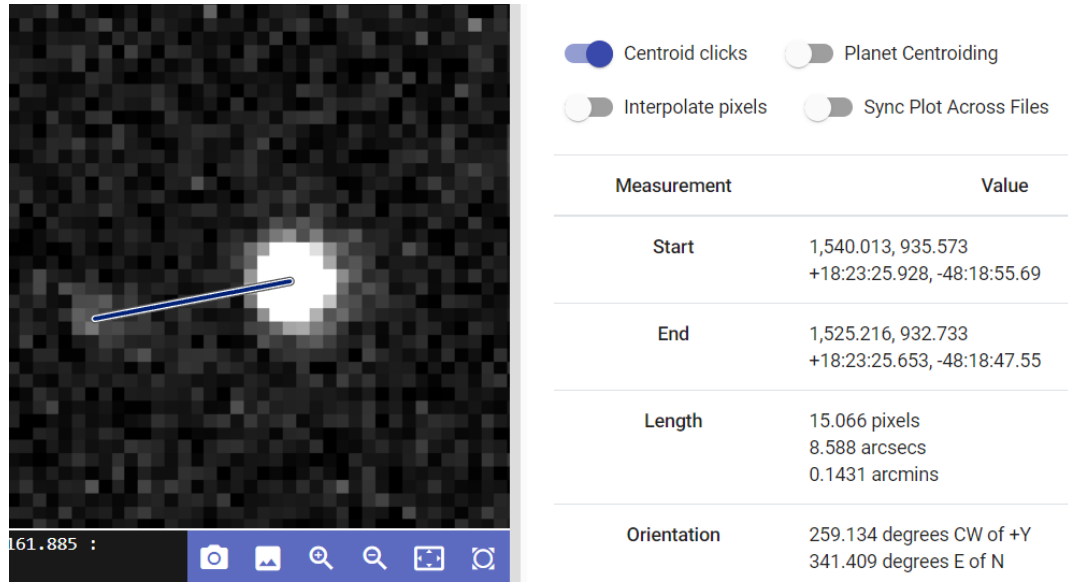 Centroid clicks Planet Centroiding
Interpolate pixels Sync Plot Across Files
Measurement Value
Start 1,540.013, 935.573
+18:23:25.928, -48:18:55.69
End 1,525.216, 932.733
+18:23:25.653, -48:18:47.55
Length 15.066 pixels
8.588 arcsecs
0.1431 arcmins
Orientation 259.134 degrees CW of +Y
341.409 degrees E of N
161.885 :